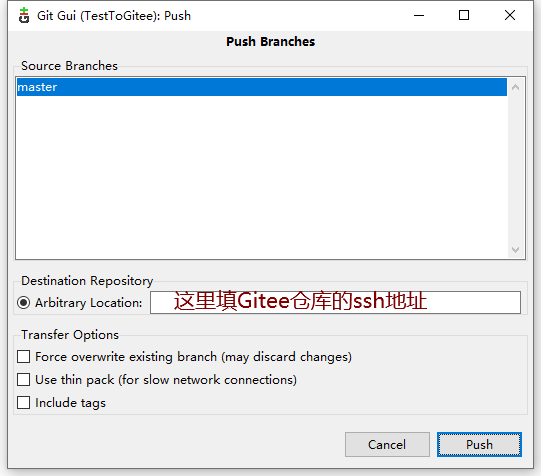 Git Gui (TestToGitee): Push
Push Branches
Source Branches
master
Destination Repository
Arbitrary Location: 这里填Gitee仓库的ssh地址
Transfer Options
Force overwrite existing branch (may discard changes)
Use thin pack (for slow network connections)
Include tags
Cancel Push